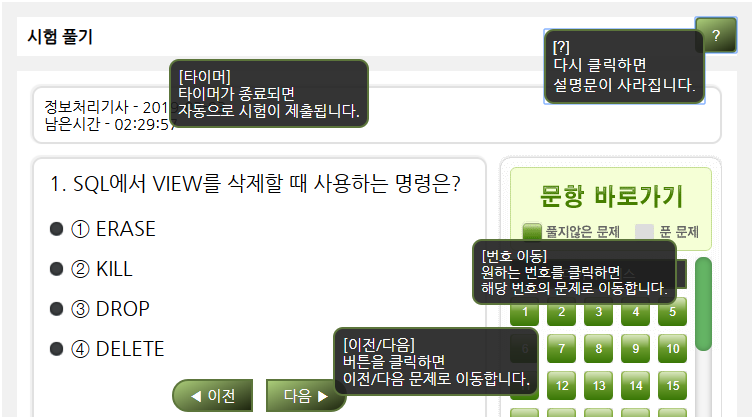 시험 풀기
?
[?]
다시 클릭하면
설명문이 사라집니다.
[타이머]
타이머가 종료되면
자동으로 시험이 제출됩니다.
정보처리기사 - 201
남은시간 - 02:29:57
1. SQL에서 VIEW를 삭제할 때 사용하는 명령은?
① ERASE
② KILL
③ DROP
④ DELETE
◀ 이전
다음 ▶
[이전/다음]
버튼을 클릭하면
이전/다음 문제로 이동합니다.
문항 바로가기
풀지않은 문제 푼 문제
[번호 이동]
원하는 번호를 클릭하면
해당 번호의 문제로 이동합니다.
1 2 3 4 5
6 7 8 9 10
12 13 14 15